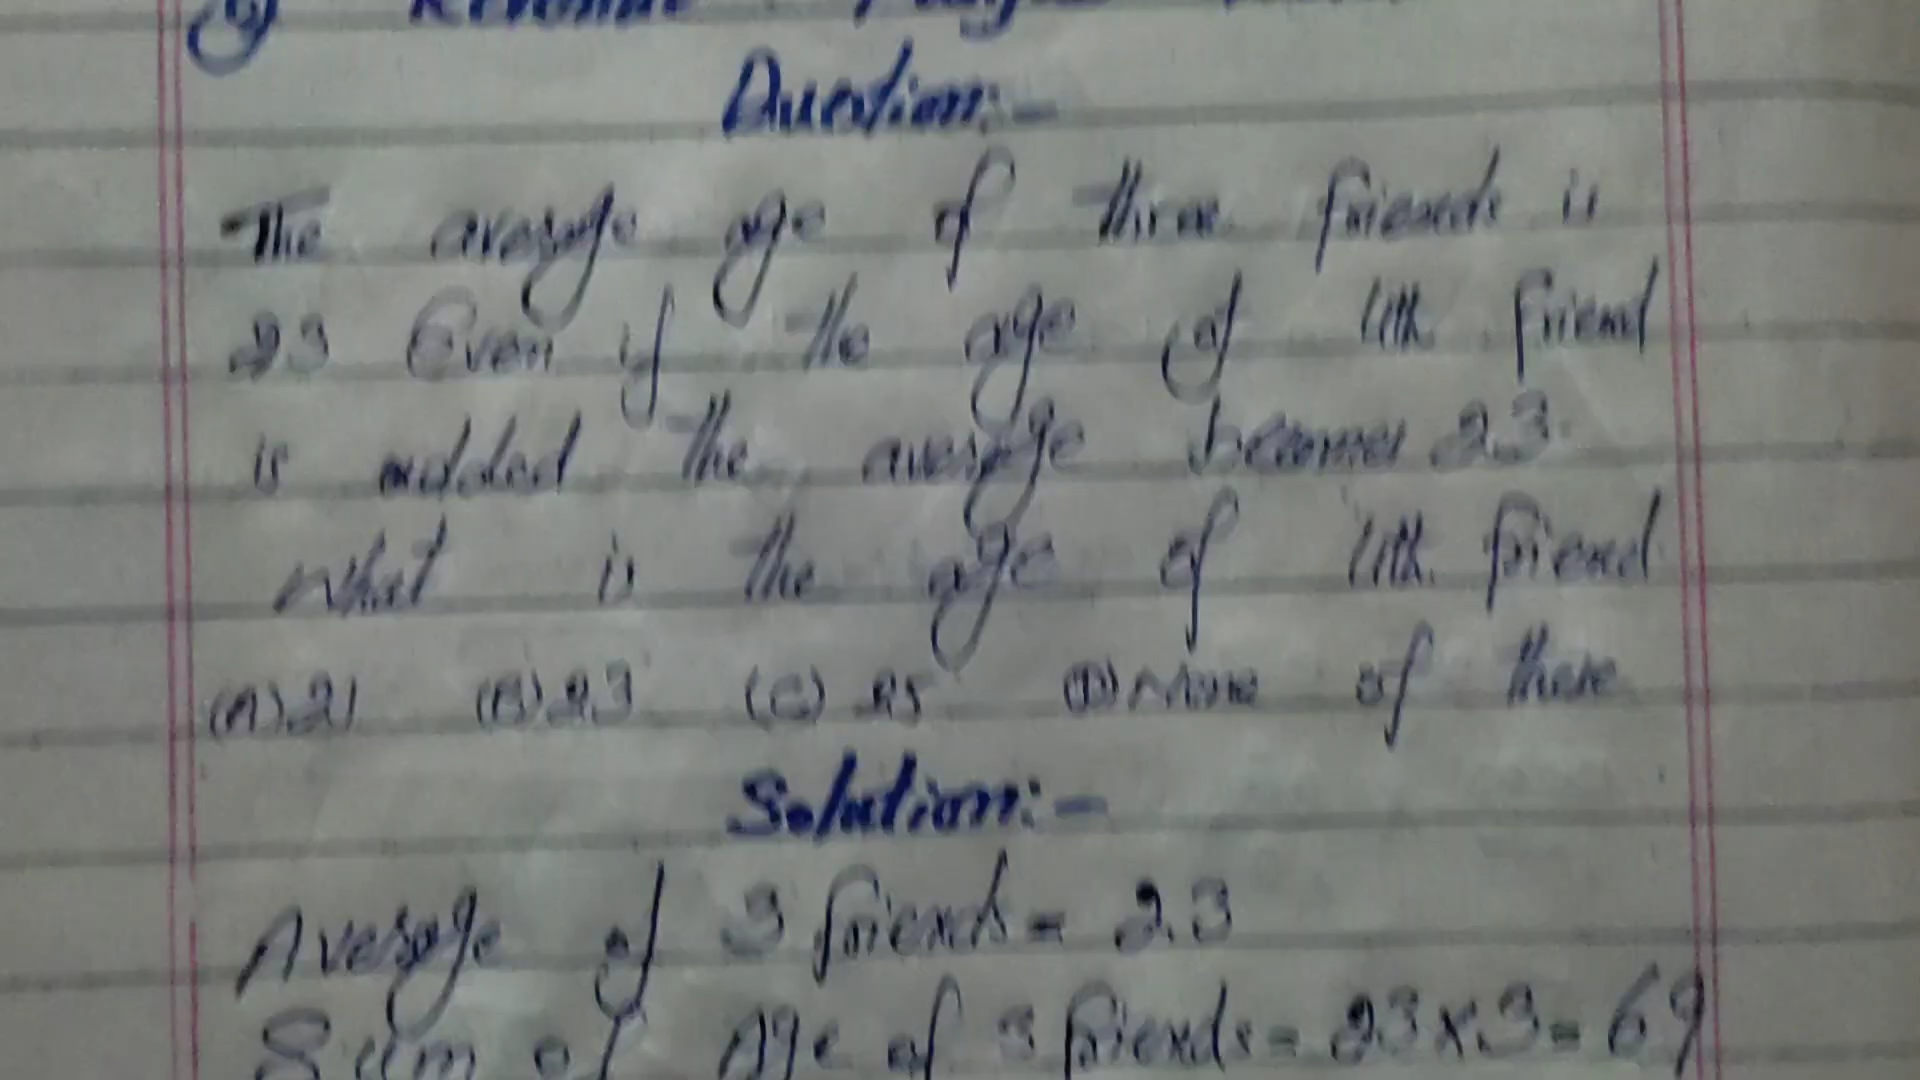 Question:-
The average age of three friends is
23 Even if the age of 4th friend
is added the average becomes 23.
What is the age of 4th friend
(A) 21 (B) 23 (C) 25 (D) None of these
Solution:-
Average of 3 friends = 23
Sum of Age of 3 friends = 23×3= 69